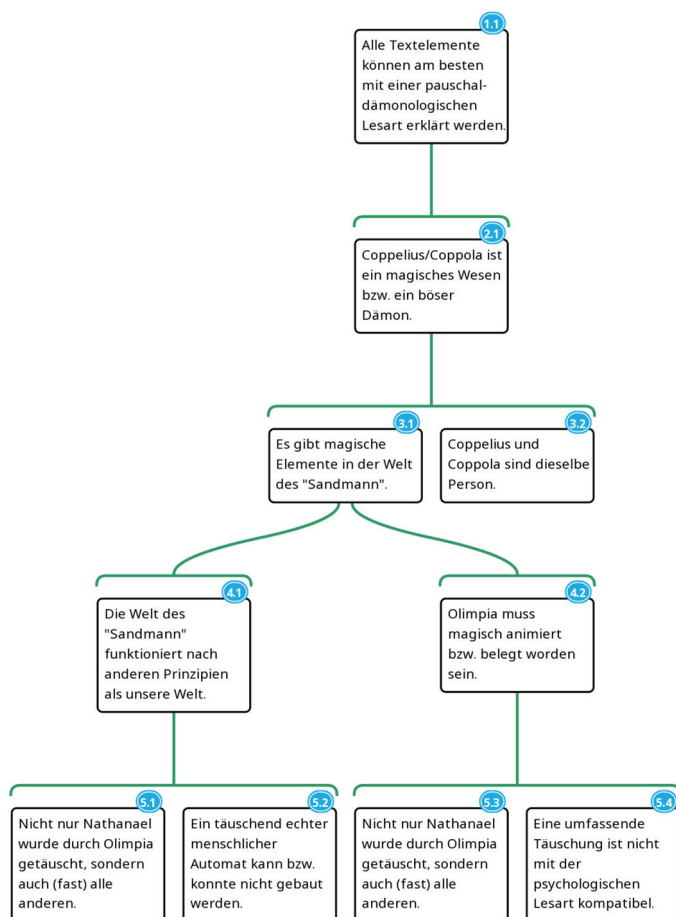 1.1
Alle Textelemente
können am besten
mit einer pauschal-
dämonologischen
Lesart erklärt werden.
2.1
Coppelius/Coppola ist
ein magisches Wesen
bzw. ein böser
Dämon.
3.1
Es gibt magische
Elemente in der Welt
des "Sandmann".
3.2
Coppelius und
Coppola sind dieselbe
Person.
4.1
Die Welt des
"Sandmann"
funktioniert nach
anderen Prinzipien
als unsere Welt.
4.2
Olimpia muss
magisch animiert
bzw. belegt worden
sein.
5.1
Nicht nur Nathanael
wurde durch Olimpia
getäuscht, sondern
auch (fast) alle
anderen.
5.2
Ein täuschend echter
menschlicher
Automat kann bzw.
konnte nicht gebaut
werden.
5.3
Nicht nur Nathanael
wurde durch Olimpia
getäuscht, sondern
auch (fast) alle
anderen.
5.4
Eine umfassende
Täuschung ist nicht
mit der
psychologischen
Lesart kompatibel.